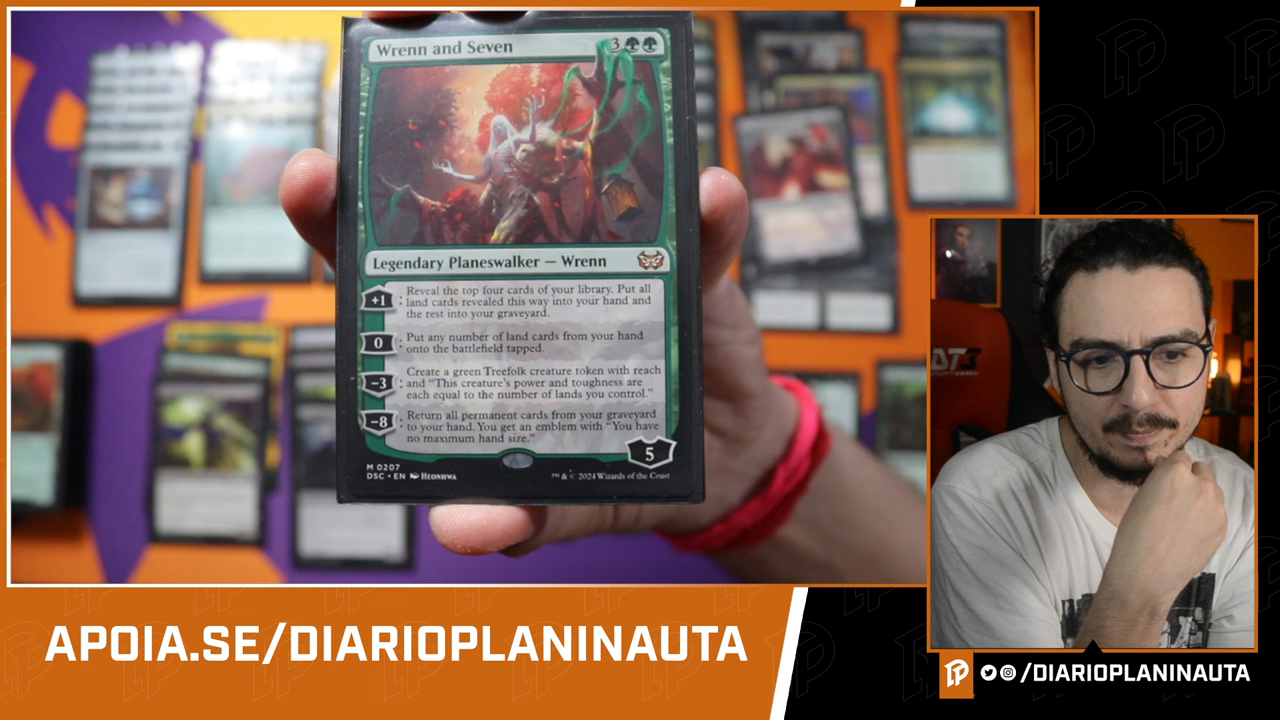 Wrenn and Seven 3
Legendary Planeswalker — Wrenn
+1 : Reveal the top four cards of your library. Put all
land cards revealed this way into your hand and
the rest into your graveyard.
0 : Put any number of land cards from your hand
onto the battlefield tapped.
−3 : Create a green Treefolk creature token with reach
and “This creature's power and toughness are
each equal to the number of lands you control.”
−8 : Return all permanent cards from your graveyard
to your hand. You get an emblem with “You have
no maximum hand size.”
5
M 0207
DSC • EN Heonhwa
™ & © 2024 Wizards of the Coast
DT3
APOIA.SE/DIARIOPLANINAUTA
/DIARIOPLANINAUTA